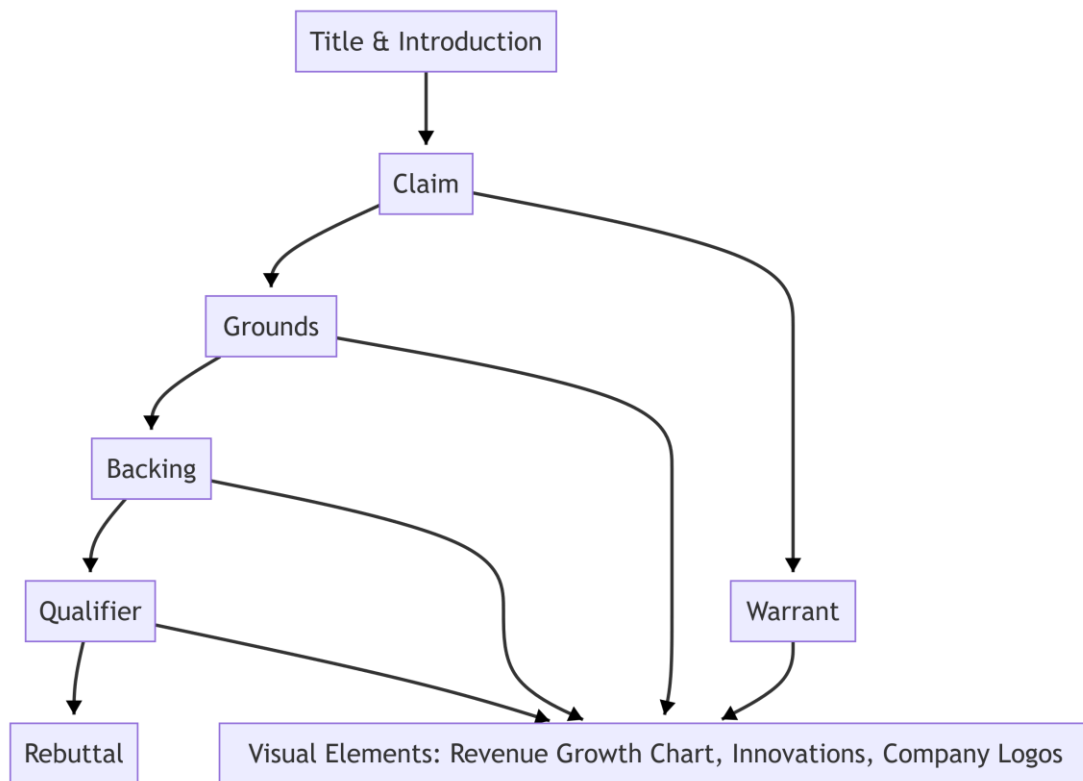 Title & Introduction
Claim
Grounds
Backing
Qualifier
Warrant
Rebuttal
Visual Elements: Revenue Growth Chart, Innovations, Company Logos